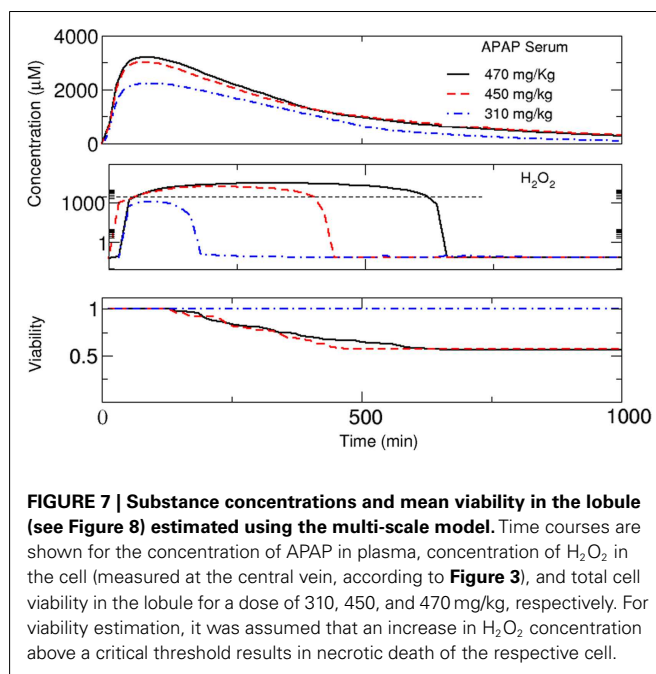 4000
2000
0
Concentration (µM)
APAP Serum
470 mg/Kg
450 mg/kg
310 mg/kg
H₂O₂
1000
1
1
0.5
Viability
0
500
1000
Time (min)
FIGURE 7 | Substance concentrations and mean viability in the lobule
(see Figure 8) estimated using the multi-scale model. Time courses are
shown for the concentration of APAP in plasma, concentration of H₂O₂ in
the cell (measured at the central vein, according to Figure 3), and total cell
viability in the lobule for a dose of 310, 450, and 470 mg/kg, respectively. For
viability estimation, it was assumed that an increase in H₂O₂ concentration
above a critical threshold results in necrotic death of the respective cell.